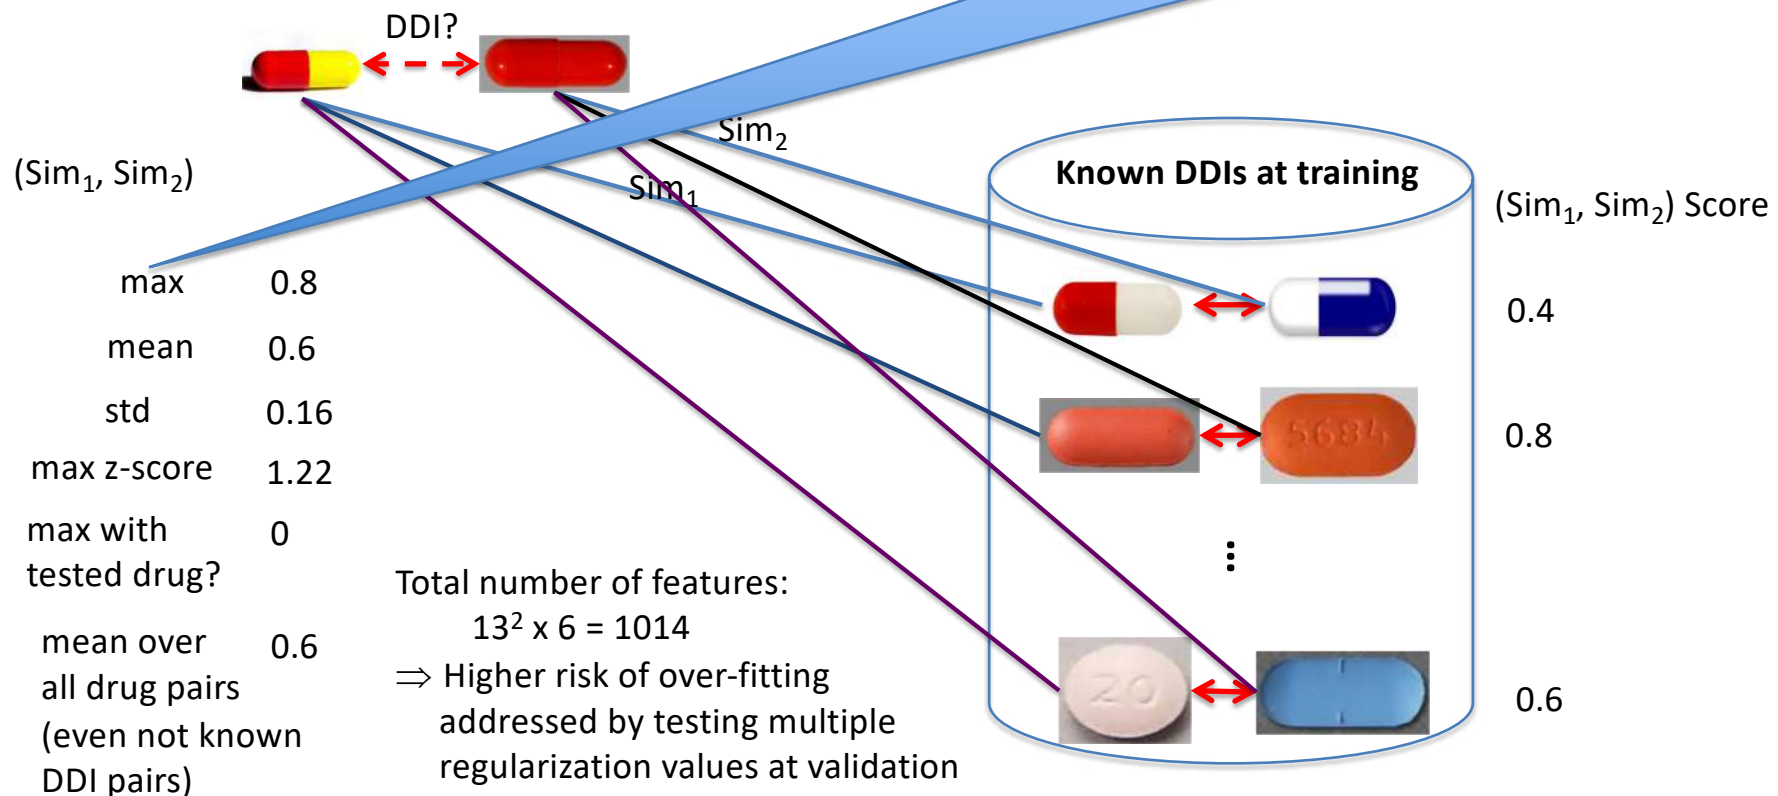 DDI?
(Sim₁, Sim₂)
Sim₂
Sim₁
Known DDIs at training
(Sim₁, Sim₂) Score
max 0.8
mean 0.6
std 0.16
max z-score 1.22
max with 0
tested drug?
mean over 0.6
all drug pairs
(even not known
DDI pairs)
Total number of features:
13² x 6 = 1014
⇒ Higher risk of over-fitting
addressed by testing multiple
regularization values at validation
0.4
5684
0.8
⋮
20
0.6